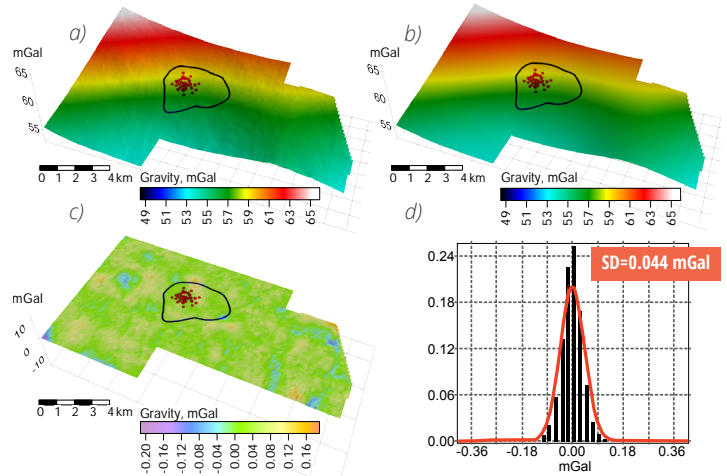 a)
mGal
65
60
55
0 1 2 3 4 km
Gravity, mGal
49 51 53 55 57 59 61 63 65
b)
mGal
65
60
55
0 1 2 3 4 km
Gravity, mGal
49 51 53 55 57 59 61 63 65
c)
mGal
10
0
-10
0 1 2 3 4 km
Gravity, mGal
-0.20 -0.16 -0.12 -0.08 -0.04 0.00 0.04 0.08 0.12 0.16
d)
SD=0.044 mGal
0.24
0.18
0.12
0.06
0.00
-0.36 -0.18 0.00 0.18 0.36
mGal